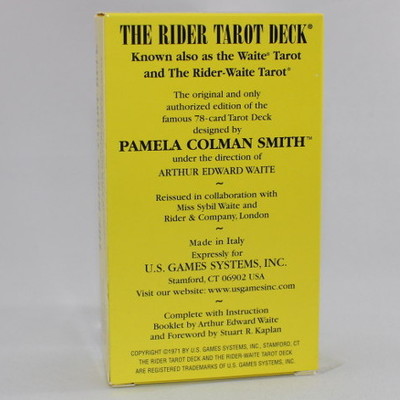 THE RIDER TAROT DECK®
Known also as the Waite® Tarot
and The Rider-Waite Tarot®
The original and only
authorized edition of the
famous 78-card Tarot Deck
designed by
PAMELA COLMAN SMITH™
under the direction of
ARTHUR EDWARD WAITE
~
Reissued in collaboration with
Miss Sybil Waite and
Rider & Company, London
~
Made in Italy
Expressly for
U.S. GAMES SYSTEMS, INC.
Stamford, CT 06902 USA
Visit our website: www.usgamesinc.com
~
Complete with Instruction
Booklet by Arthur Edward Waite
and Foreword by Stuart R. Kaplan
COPYRIGHT ©1971 BY U.S. GAMES SYSTEMS, INC., STAMFORD, CT
THE RIDER TAROT DECK AND THE RIDER-WAITE TAROT DECK
ARE REGISTERED TRADEMARKS OF U.S. GAMES SYSTEMS, INC.